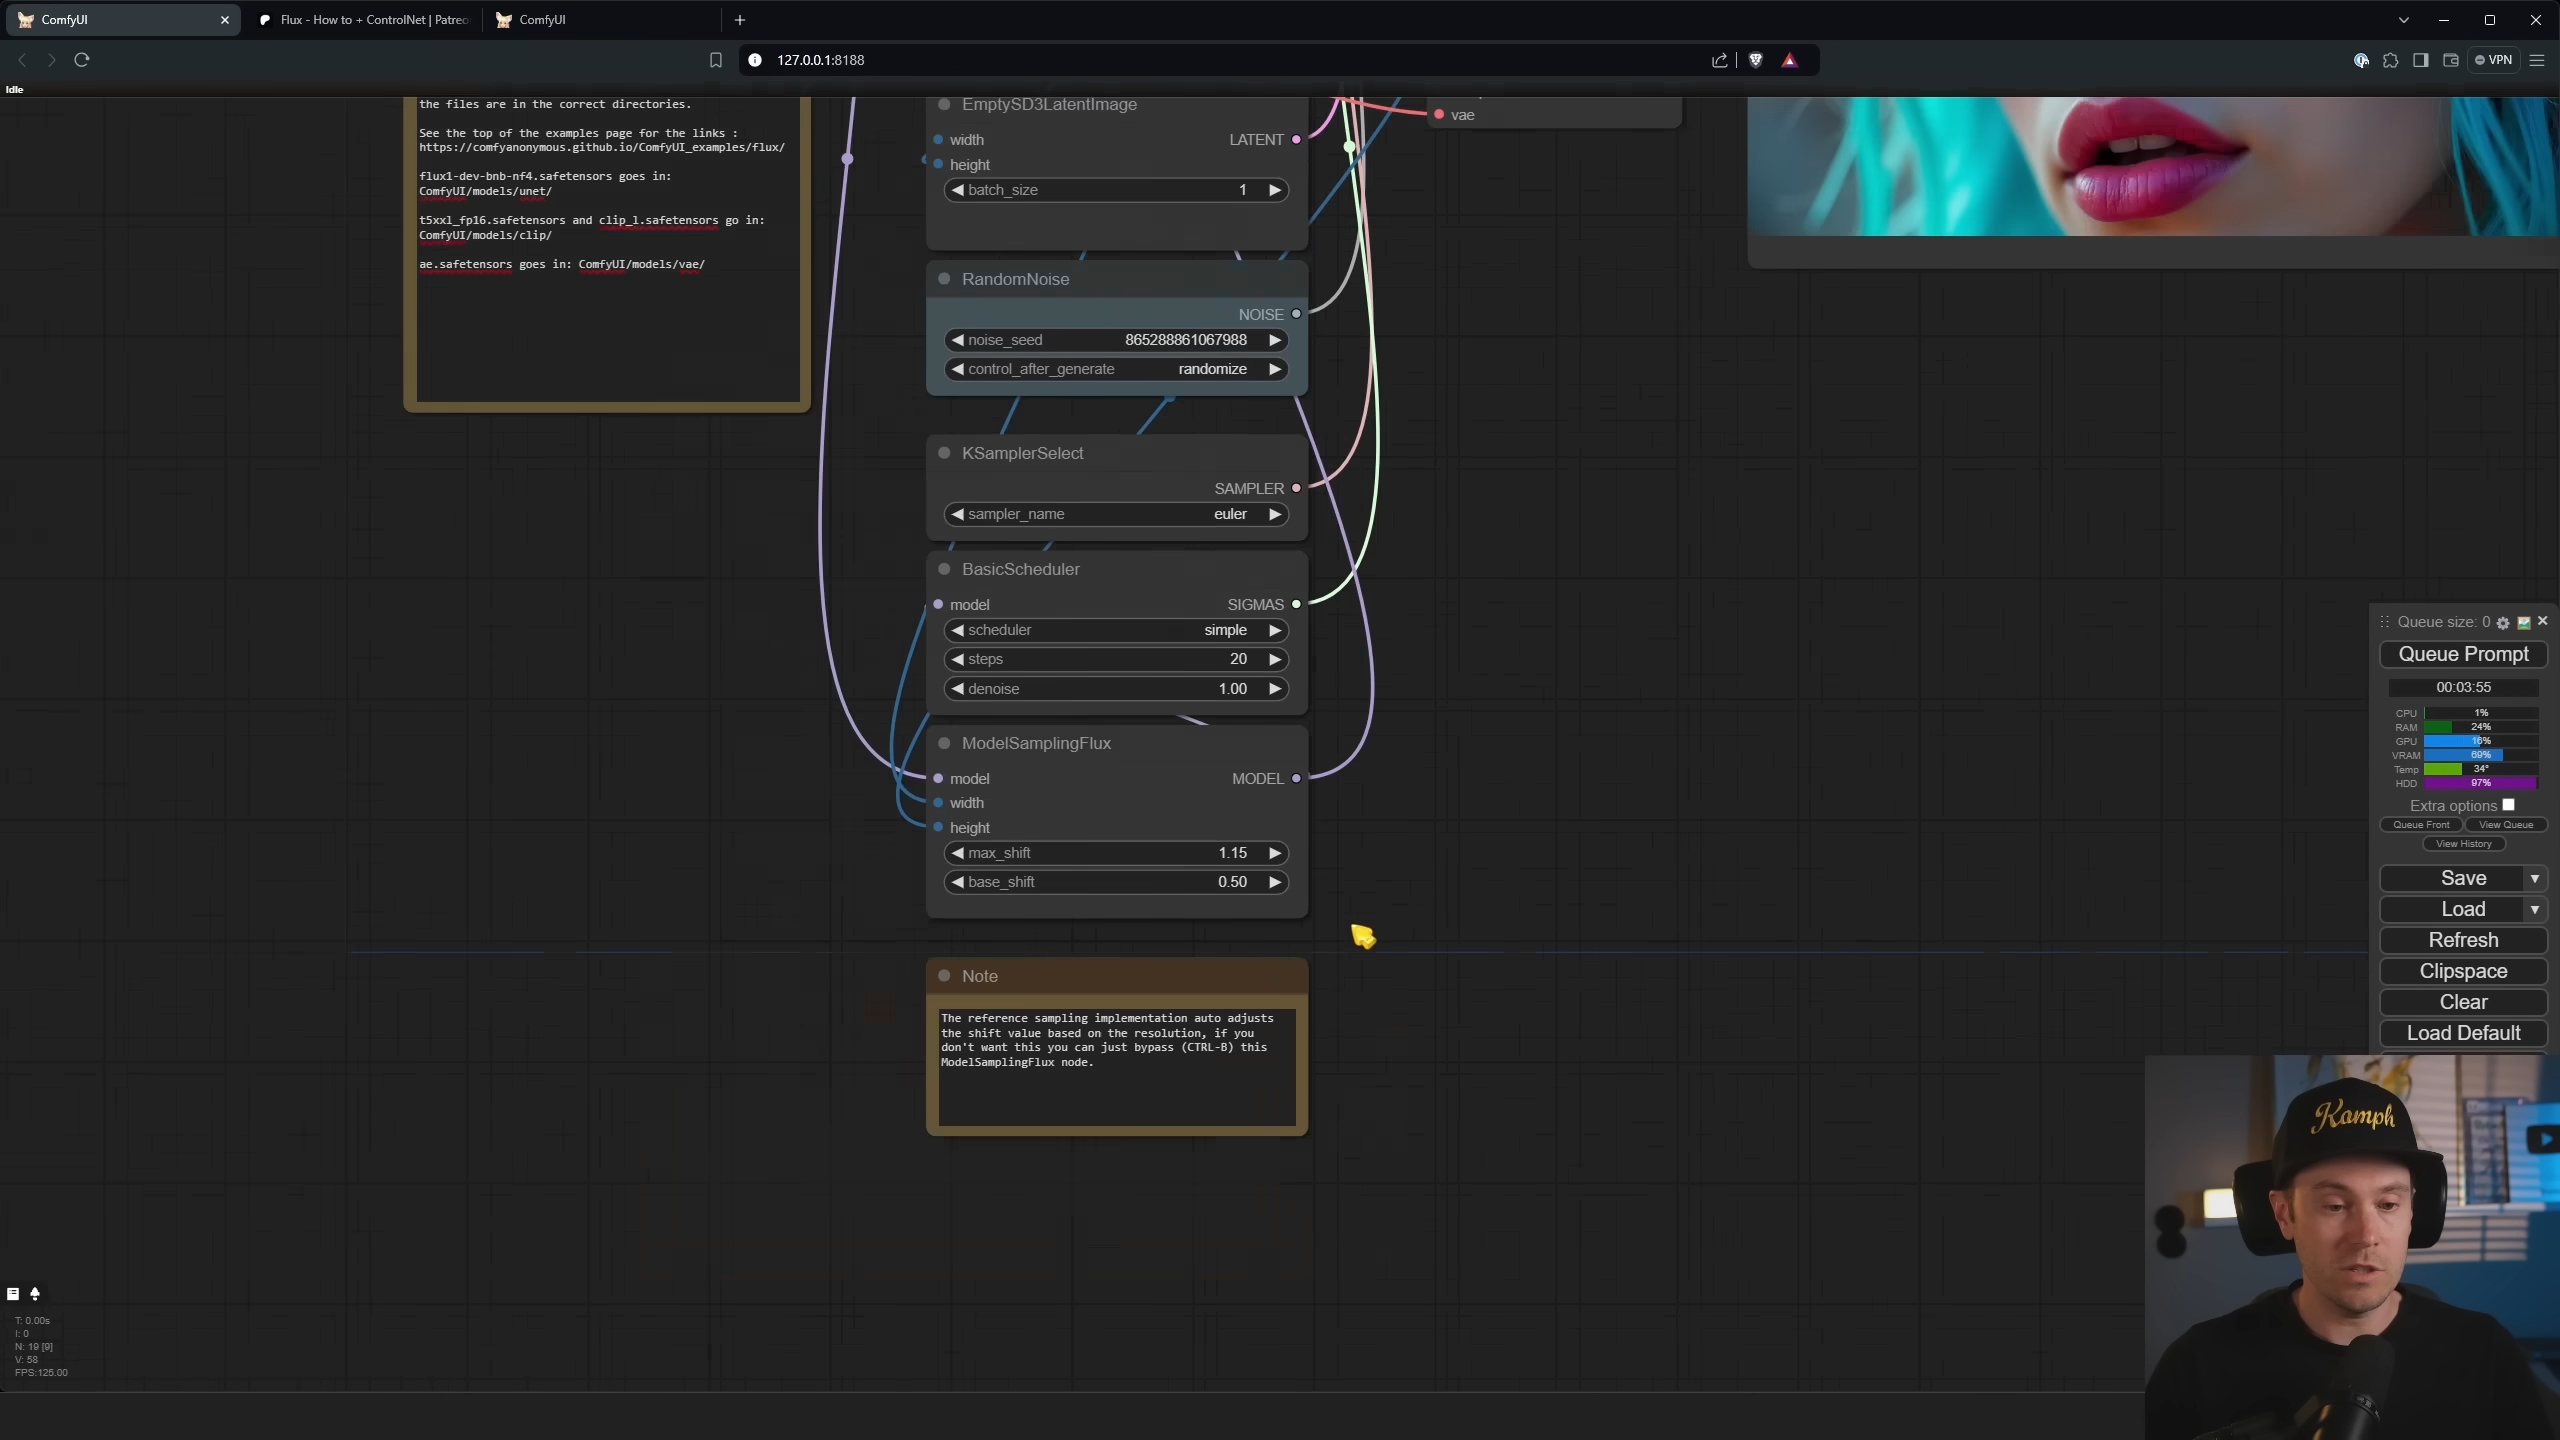 ComfyUI
Flux - How to + ControlNet | Patreo
ComfyUI
127.0.0.1:8188
VPN
Idle
the files are in the correct directories.
See the top of the examples page for the links :
https://comfyanonymous.github.io/ComfyUI_examples/flux/
flux1-dev-bnb-nf4.safetensors goes in:
ComfyUI/models/unet/
t5xxl_fp16.safetensors and clip_l.safetensors go in:
ComfyUI/models/clip/
ae.safetensors goes in: ComfyUI/models/vae/
EmptySD3LatentImage
width
LATENT
height
batch_size 1
vae
RandomNoise
NOISE
noise_seed 865288861067988
control_after_generate randomize
KSamplerSelect
SAMPLER
sampler_name euler
BasicScheduler
model
SIGMAS
scheduler simple
steps 20
denoise 1.00
ModelSamplingFlux
model
MODEL
width
height
max_shift 1.15
base_shift 0.50
Note
The reference sampling implementation auto adjusts
the shift value based on the resolution, if you
don't want this you can just bypass (CTRL-B) this
ModelSamplingFlux node.
Queue size: 0
Queue Prompt
00:03:55
CPU 1%
RAM 24%
GPU 16%
VRAM 69%
Temp 34°
HDD 97%
Extra options
Queue Front
View Queue
View History
Save
Load
Refresh
Clipspace
Clear
Load Default
Kamph
T: 0.00s
I: 0
N: 19 [9]
V: 58
FPS:125.00